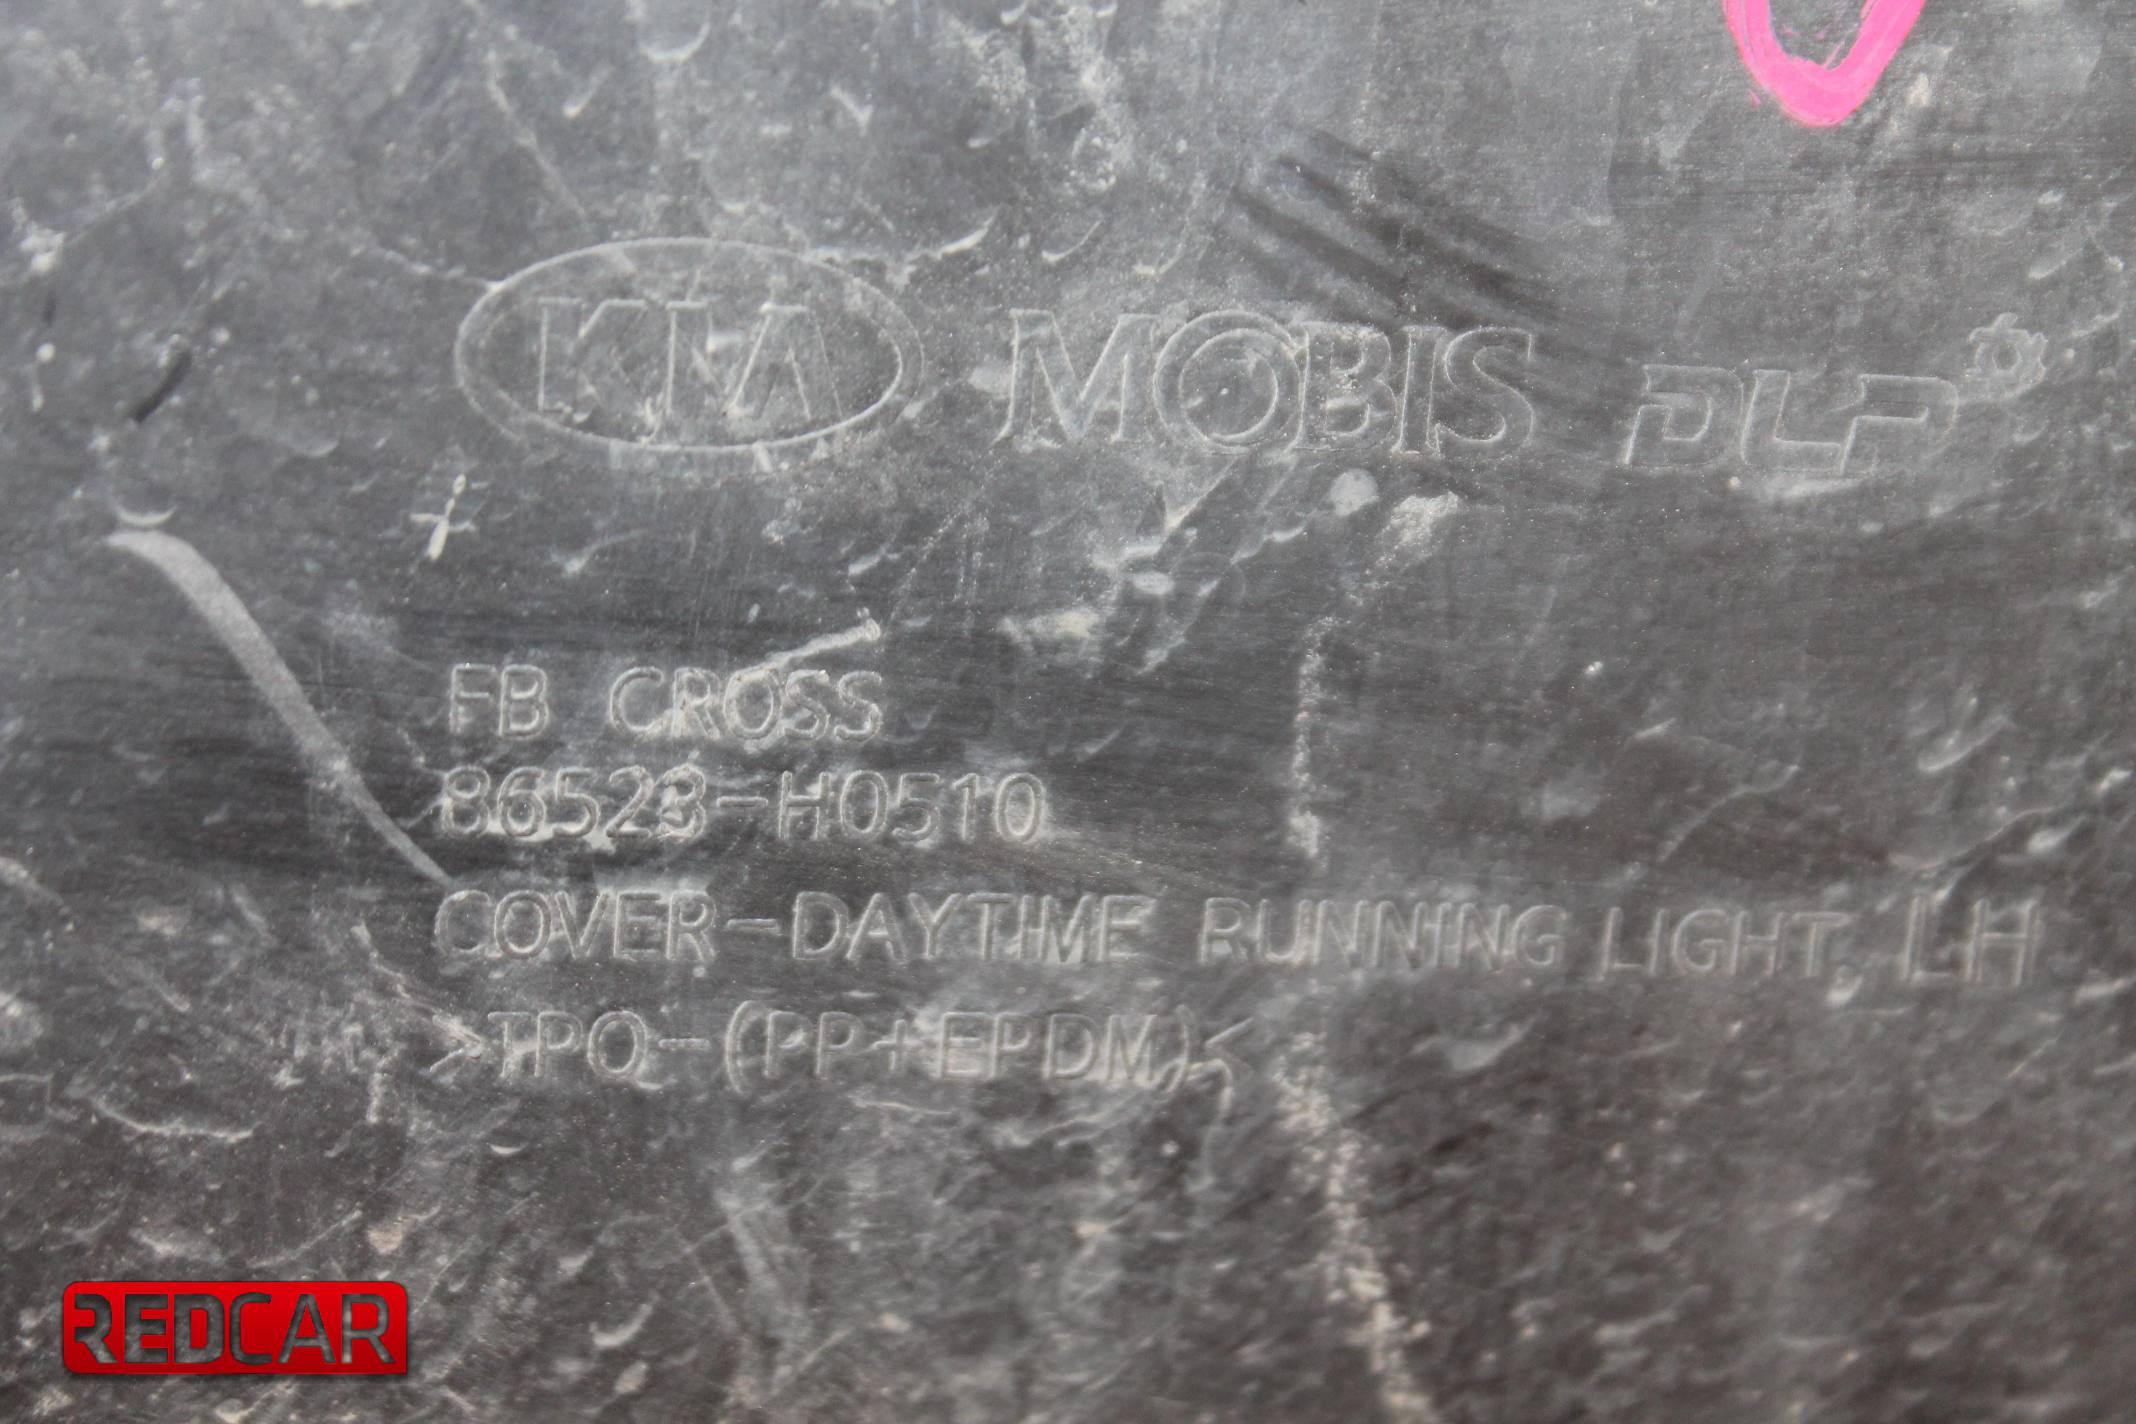 KIA MOBIS DLP
FB CROSS
86523-H0510
COVER-DAYTIME RUNNING LIGHT, LH
>TPO-(PP+EPDM)<
REDCAR